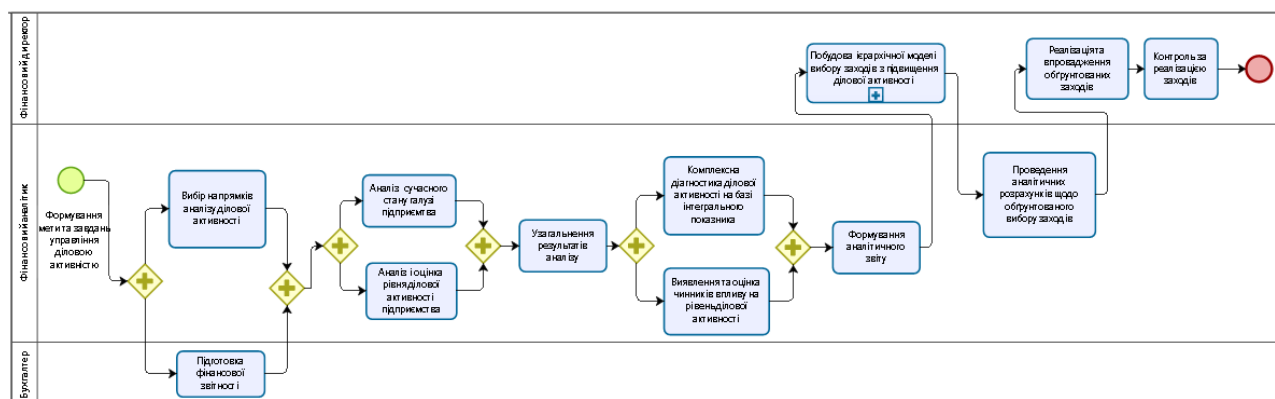 Фінансовий директор
Побудова ієрархічної моделі
вибору заходів з підвищення
ділової активності
Реалізація та
впровадження
обґрунтованих
заходів
Контроль за
реалізацією
заходів
Фінансовий аналітик
Формування
мети та завдань
управління
діловою
активністю
Вибір напрямків
аналізу ділової
активності
Аналіз сучасного
стану галузі
підприємтва
Аналіз і оцінка
рівня ділової
активності
підприємства
Узагальнення
результатів
аналізу
Комплексна
діагностика ділової
активності на базі
інтегрального
показника
Виявлення та оцінка
чинників впливу на
рівень ділової
активності
Формування
аналітичного
звіту
Проведення
аналітичних
розрахунків щодо
обґрунтованого
вибору заходів
Бухгалтер
Підготовка
фінансової
звітності